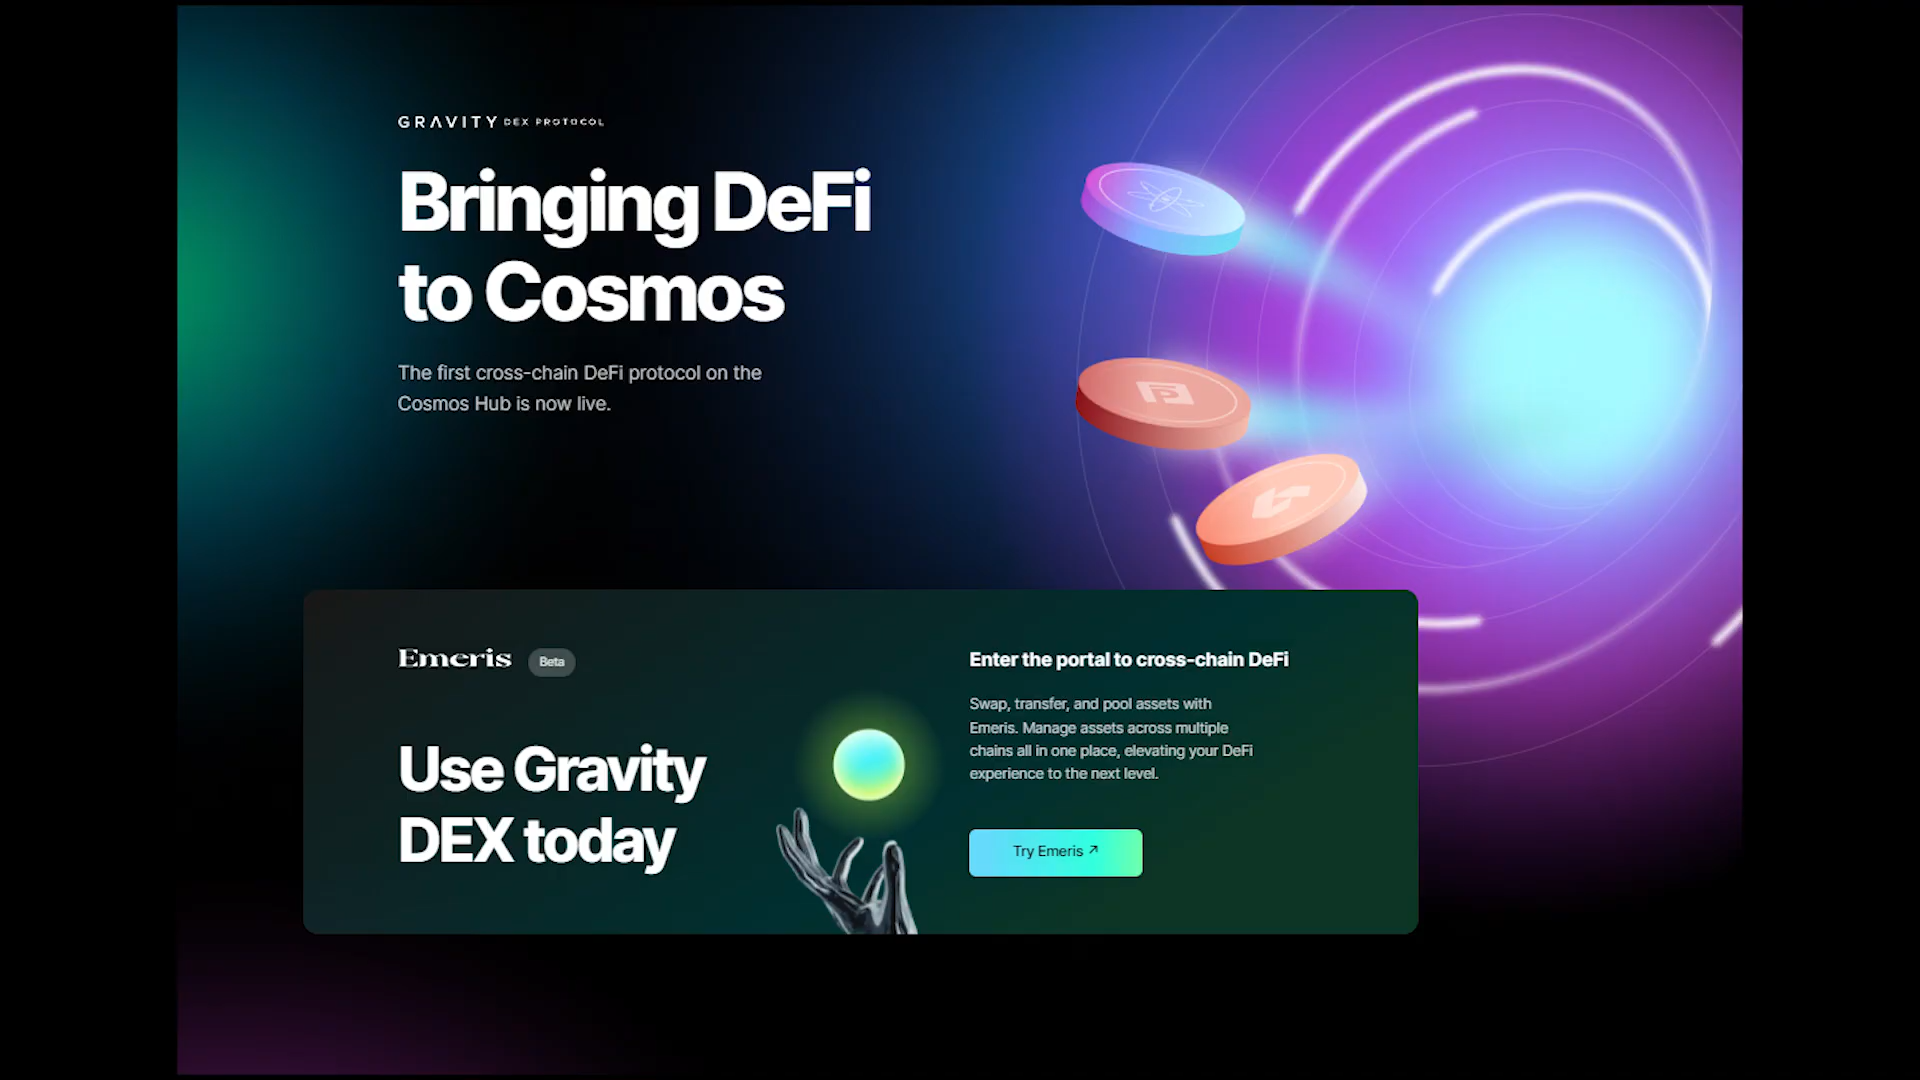 GRAVITY DEX PROTOCOL
Bringing DeFi
to Cosmos
The first cross-chain DeFi protocol on the
Cosmos Hub is now live.
Emeris Beta
Use Gravity
DEX today
Enter the portal to cross-chain DeFi
Swap, transfer, and pool assets with
Emeris. Manage assets across multiple
chains all in one place, elevating your DeFi
experience to the next level.
Try Emeris ↗